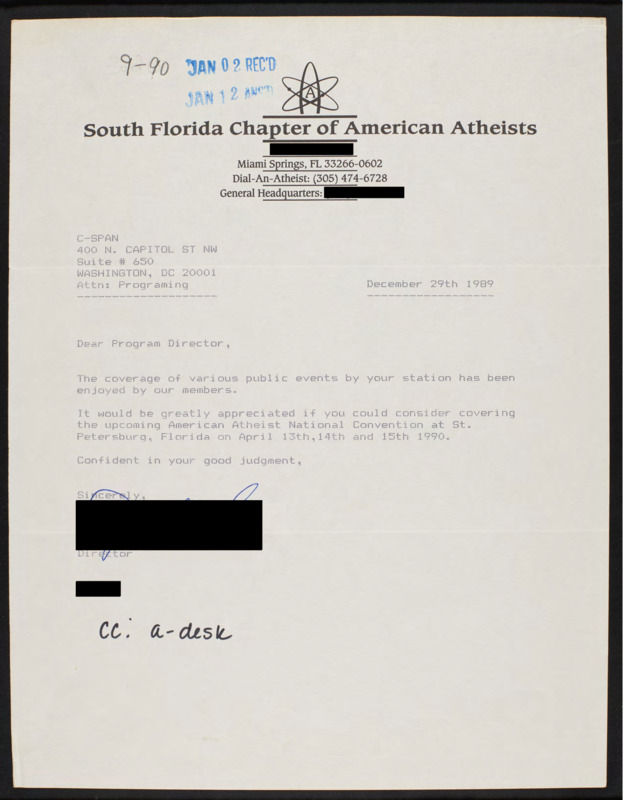 9-90 JAN 02 REC'D
JAN 12 ANS'D
A
South Florida Chapter of American Atheists
Miami Springs, FL 33266-0602
Dial-An-Atheist: (305) 474-6728
General Headquarters:
C-SPAN
400 N. CAPITOL ST NW
Suite # 650
WASHINGTON, DC 20001
Attn: Programing
December 29th 1989
Dear Program Director,
The coverage of various public events by your station has been
enjoyed by our members.
It would be greatly appreciated if you could consider covering
the upcoming American Atheist National Convention at St.
Petersburg, Florida on April 13th,14th and 15th 1990.
Confident in your good judgment,
Sincerely,
Director
CC: a-desk